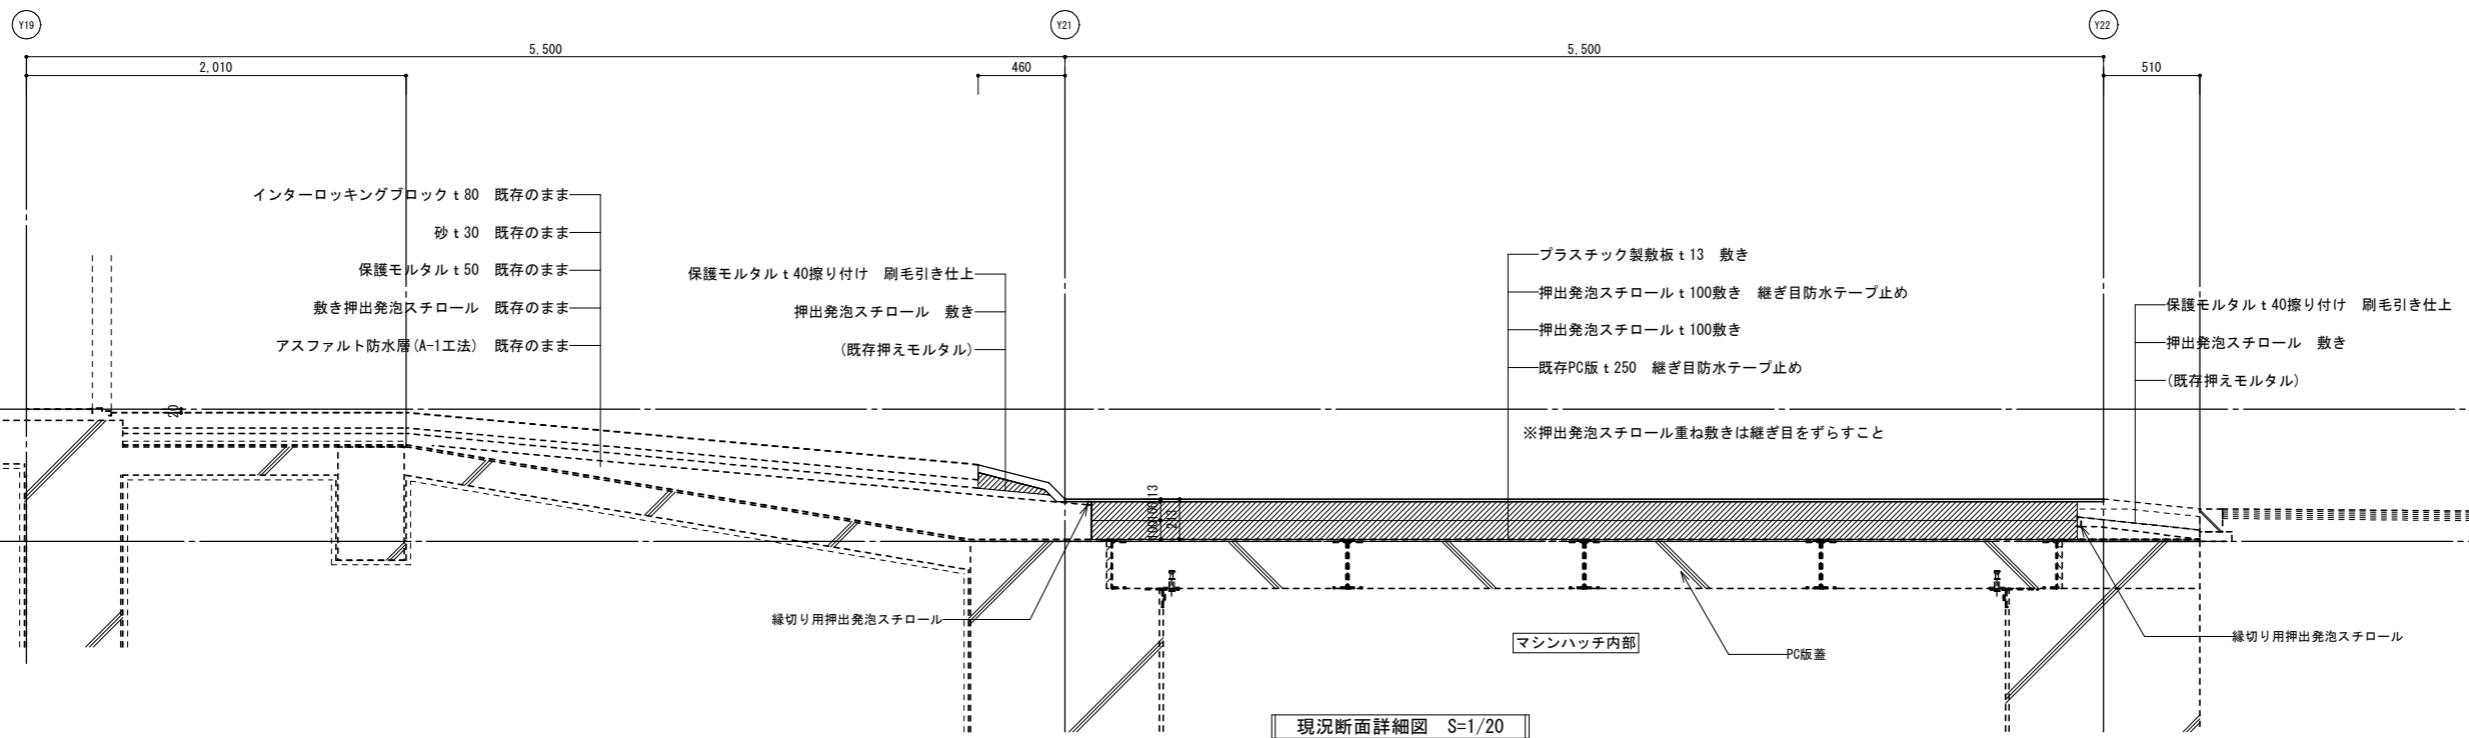 Y19
Y21
Y22
5,500
5,500
2,010
460
510
インターロッキングブロック t 80　既存のまま
砂 t 30　既存のまま
保護モルタル t 50　既存のまま
敷き押出発泡スチロール　既存のまま
アスファルト防水層(A-1工法)　既存のまま
保護モルタル t 40擦り付け　刷毛引き仕上
押出発泡スチロール　敷き
(既存押えモルタル)
プラスチック製敷板 t 13　敷き
押出発泡スチロール t 100敷き　継ぎ目防水テープ止め
押出発泡スチロール t 100敷き
既存PC版 t 250　継ぎ目防水テープ止め
※押出発泡スチロール重ね敷きは継ぎ目をずらすこと
保護モルタル t 40擦り付け　刷毛引き仕上
押出発泡スチロール　敷き
(既存押えモルタル)
20
100
100
13
213
縁切り用押出発泡スチロール
マシンハッチ内部
PC版蓋
縁切り用押出発泡スチロール
現況断面詳細図　S=1/20